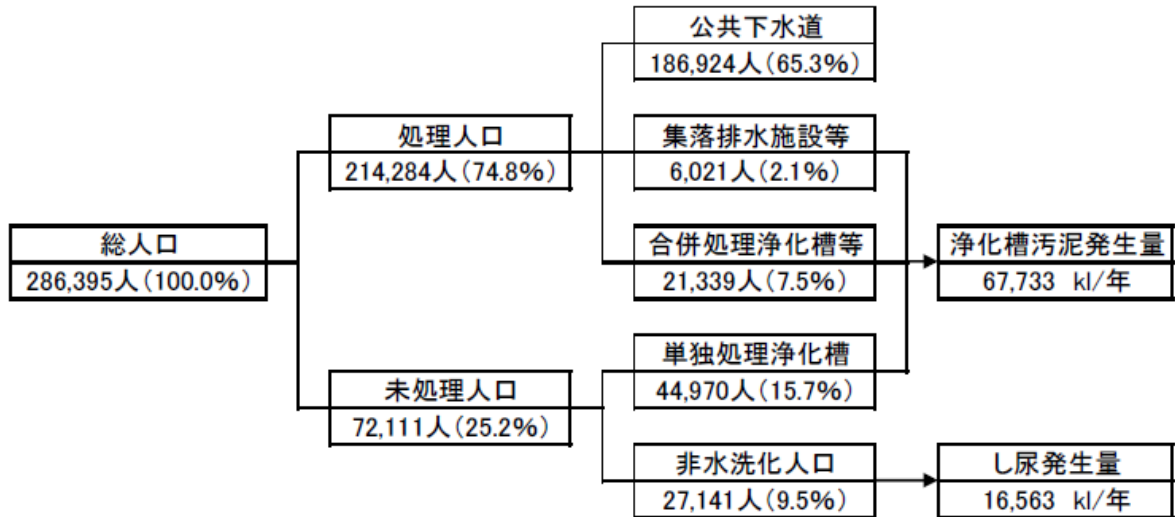 総人口
286,395人(100.0%)
処理人口
214,284人(74.8%)
未処理人口
72,111人(25.2%)
公共下水道
186,924人(65.3%)
集落排水施設等
6,021人(2.1%)
合併処理浄化槽等
21,339人(7.5%)
単独処理浄化槽
44,970人(15.7%)
非水洗化人口
27,141人(9.5%)
浄化槽汚泥発生量
67,733 kl/年
し尿発生量
16,563 kl/年